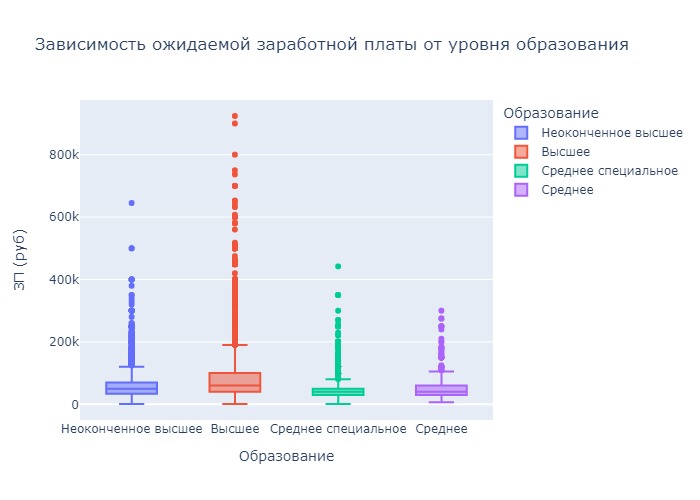 Зависимость ожидаемой заработной платы от уровня образования
Образование
Неоконченное высшее
Высшее
Среднее специальное
Среднее
ЗП (руб)
800k
600k
400k
200k
0
Неоконченное высшее Высшее Среднее специальное Среднее
Образование